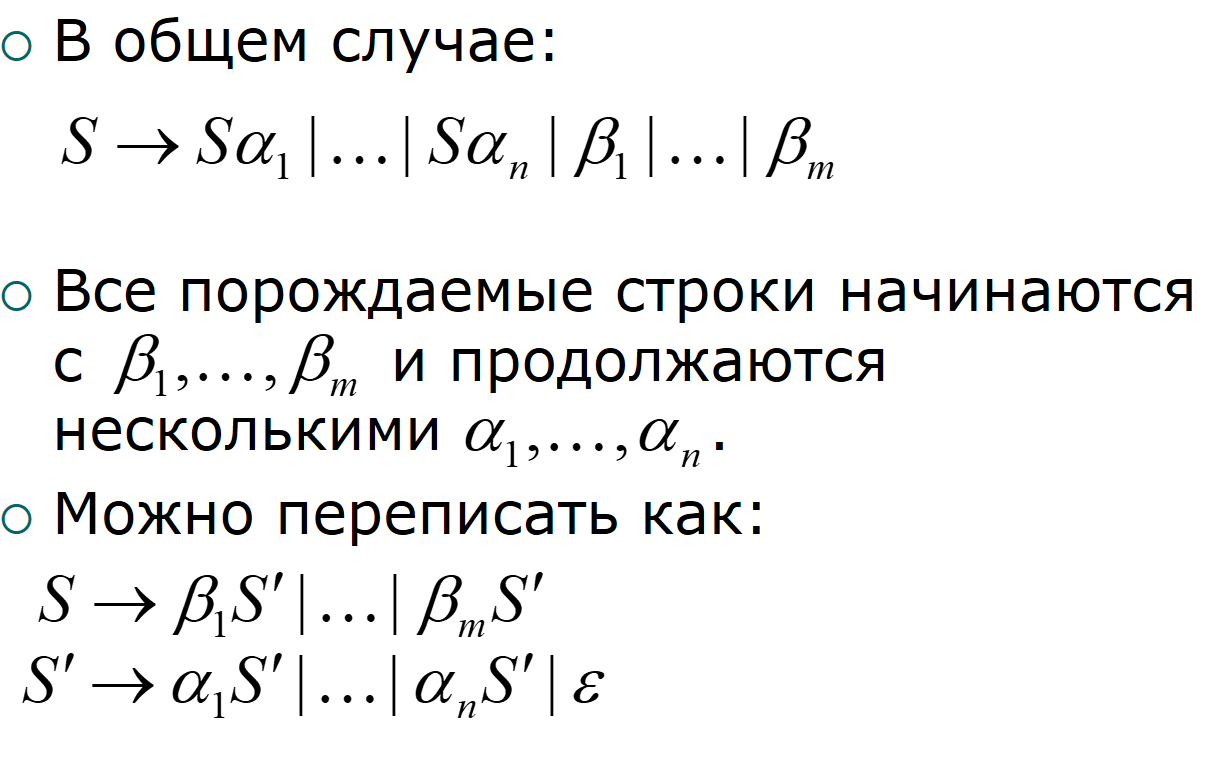 В общем случае:
S → Sα₁ |…| Sαₙ | β₁ |…| βₘ
Все порождаемые строки начинаются
с β₁,…, βₘ и продолжаются
несколькими α₁,…, αₙ.
Можно переписать как:
S → β₁S′ |…| βₘS′
S′ → α₁S′ |…| αₙS′ | ε